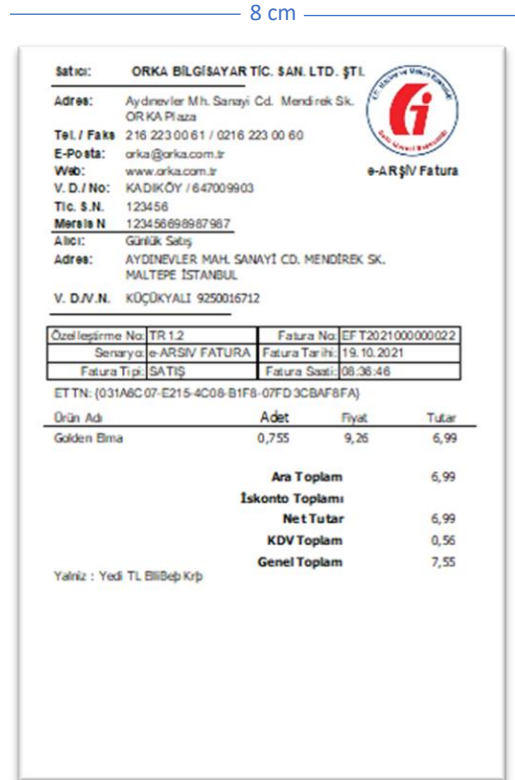 8 cm
Satıcı: ORKA BİLGİSAYAR TİC. SAN. LTD. ŞTİ.
Adres: Aydınevler Mh. Sanayi Cd. Mendirek Sk.
ORKA Plaza
Tel. / Faks 216 223 00 61 / 0216 223 00 60
E-Posta: orka@orka.com.tr
Web: www.orka.com.tr
e-ARŞİV Fatura
V. D./ No: KADIKÖY / 647009903
Tic. S.N. 123456
Mersis N 123456698987987
Alıcı: Günlük Satış
Adres: AYDINEVLER MAH. SANAYİ CD. MENDİREK SK.
MALTEPE İSTANBUL
V. D./V.N. KÜÇÜKYALI 9250016712
Özelleştirme No: TR 1.2 Fatura No: EFT2021000000022
Senaryo: e-ARSIV FATURA Fatura Tarihi: 19.10.2021
Fatura Tipi: SATIŞ Fatura Saati: 08:36:46
ETTN: {031A6C07-E215-4C08-B1F8-07FD3CBAF8FA}
Ürün Adı Adet Fiyat Tutar
Golden Elma 0,755 9,26 6,99
Ara Toplam 6,99
İskonto Toplamı
Net Tutar 6,99
KDV Toplam 0,56
Genel Toplam 7,55
Yalnız : Yedi TL ElliBeþ Krþ